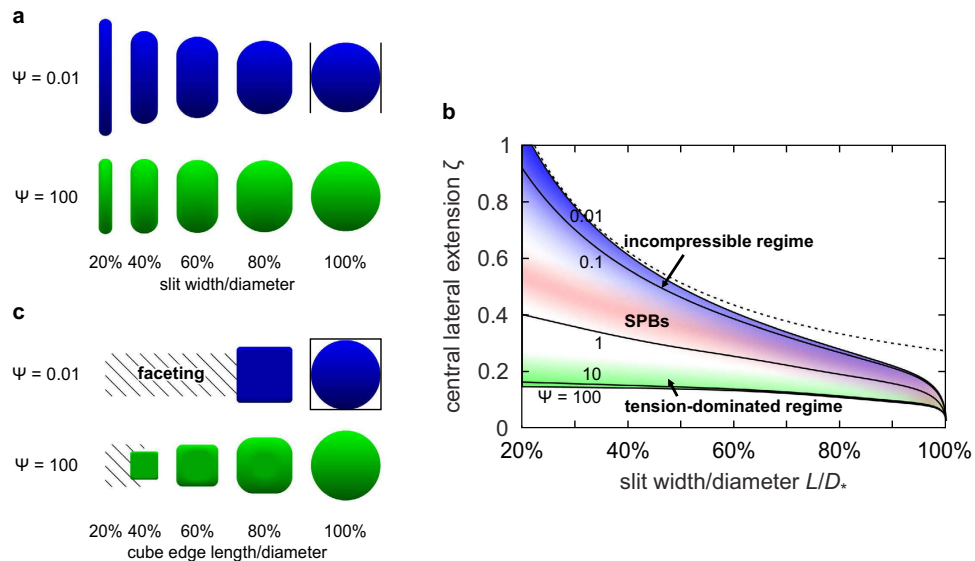 a
Ψ = 0.01
Ψ = 100
20% 40% 60% 80% 100%
slit width/diameter
b
central lateral extension ζ
1
0.8
0.6
0.4
0.2
0
0.01
0.1
1
10
Ψ = 100
incompressible regime
SPBs
tension-dominated regime
20% 40% 60% 80% 100%
slit width/diameter L/D*
c
Ψ = 0.01
faceting
Ψ = 100
20% 40% 60% 80% 100%
cube edge length/diameter